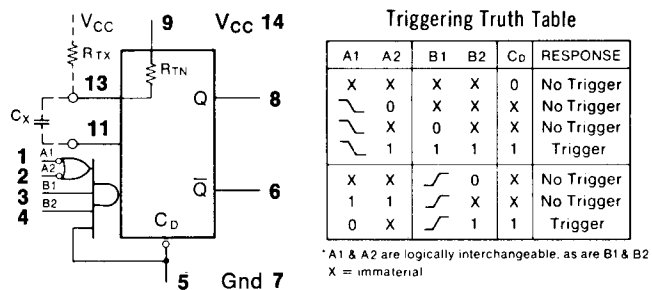 VCC
9
VCC 14
RTX
RTN
13
Q
8
CX
11
1
A1
2
A2
3
B1
4
B2
Q̅
6
CD
5
Gnd 7
Triggering Truth Table
A1 A2 B1 B2 CD RESPONSE
X X X X 0 No Trigger
0 X X X No Trigger
X 0 X X No Trigger
1 1 1 1 Trigger
X X 0 X No Trigger
1 1 X X No Trigger
0 X 1 1 Trigger
*A1 & A2 are logically interchangeable, as are B1 & B2
X = immaterial